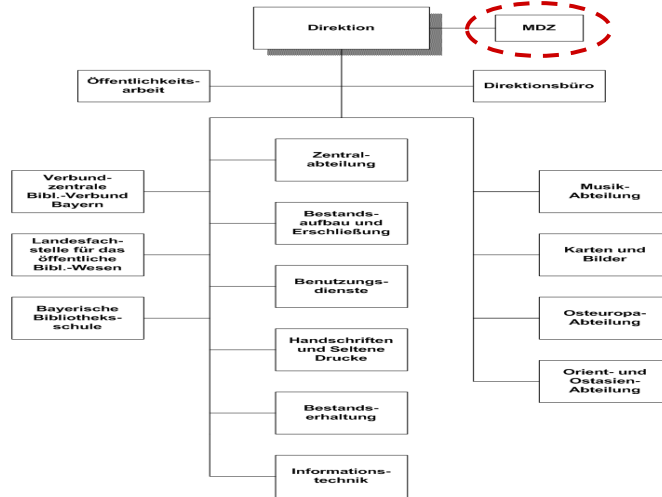 Direktion
MDZ
Öffentlichkeits-
arbeit
Direktionsbüro
Zentral-
abteilung
Verbund-
zentrale
Bibl.-Verbund
Bayern
Musik-
Abteilung
Bestands-
aufbau und
Erschließung
Landesfach-
stelle für das
öffentliche
Bibl.-Wesen
Karten und
Bilder
Benutzungs-
dienste
Bayerische
Bibliotheks-
schule
Osteuropa-
Abteilung
Handschriften
und Seltene
Drucke
Orient- und
Ostasien-
Abteilung
Bestands-
erhaltung
Informations-
technik